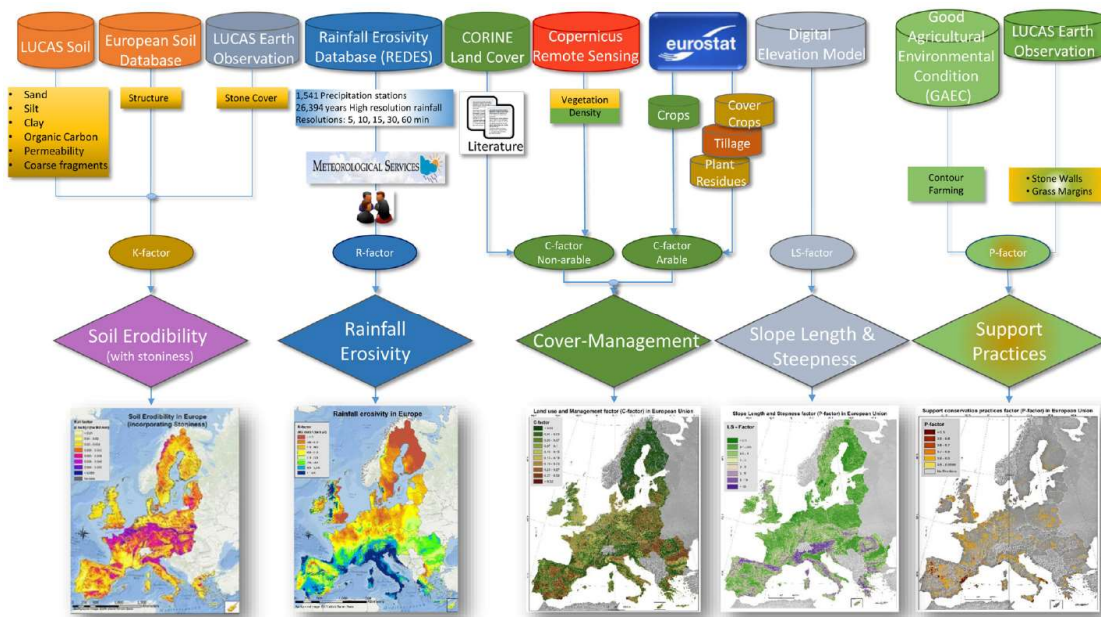 LUCAS Soil
European Soil
Database
LUCAS Earth
Observation
Rainfall Erosivity
Database (REDES)
CORINE
Land Cover
Copernicus
Remote Sensing
eurostat
Digital
Elevation Model
Good
Agricultural
Environmental
Condition
(GAEC)
LUCAS Earth
Observation
• Sand
• Silt
• Clay
• Organic Carbon
• Permeability
• Coarse fragments
Structure
Stone Cover
1,541 Precipitation stations
26,394 years High resolution rainfall
Resolutions: 5, 10, 15, 30, 60 min
METEOROLOGICAL SERVICES
Literature
Vegetation
Density
Crops
Cover
Crops
Tillage
Plant
Residues
Contour
Farming
• Stone Walls
• Grass Margins
K-factor
R-factor
C-factor
Non-arable
C-factor
Arable
LS-factor
P-factor
Soil Erodibility
(with stoniness)
Rainfall
Erosivity
Cover-Management
Slope Length &
Steepness
Support
Practices
Soil Erodibility in Europe
(incorporating Stoniness)
Rainfall erosivity in Europe
Land use and Management factor (C-factor) in European Union
Slope Length and Steepness factor (P-factor) in European Union
Support conservation practices factor (P-factor) in European Union
C-factor
LS - Factor
P-factor